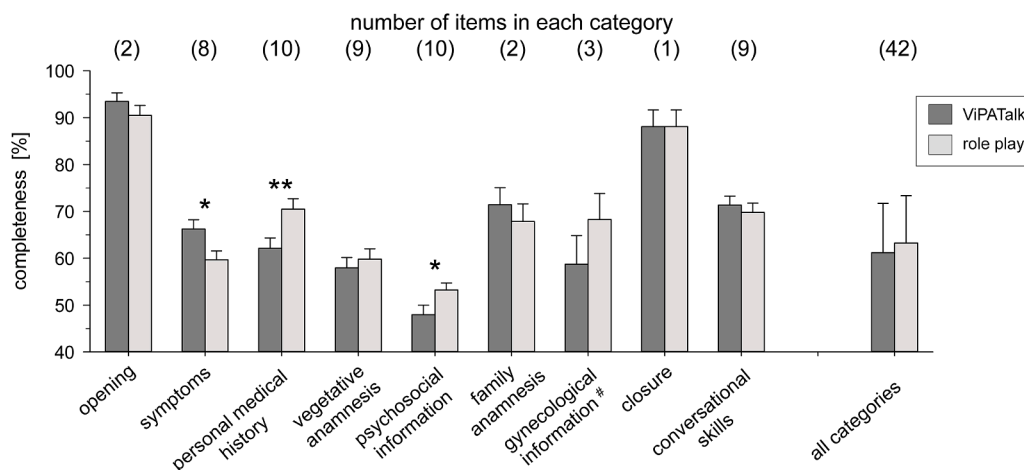 number of items in each category
(2) (8) (10) (9) (10) (2) (3) (1) (9) (42)
completeness [%]
100
90
80
70
60
50
40
* ** *
ViPATalk
role play
opening
symptoms
personal medical
history
vegetative
anamnesis
psychosocial
information
family
anamnesis
gynecological
information #
closure
conversational
skills
all categories